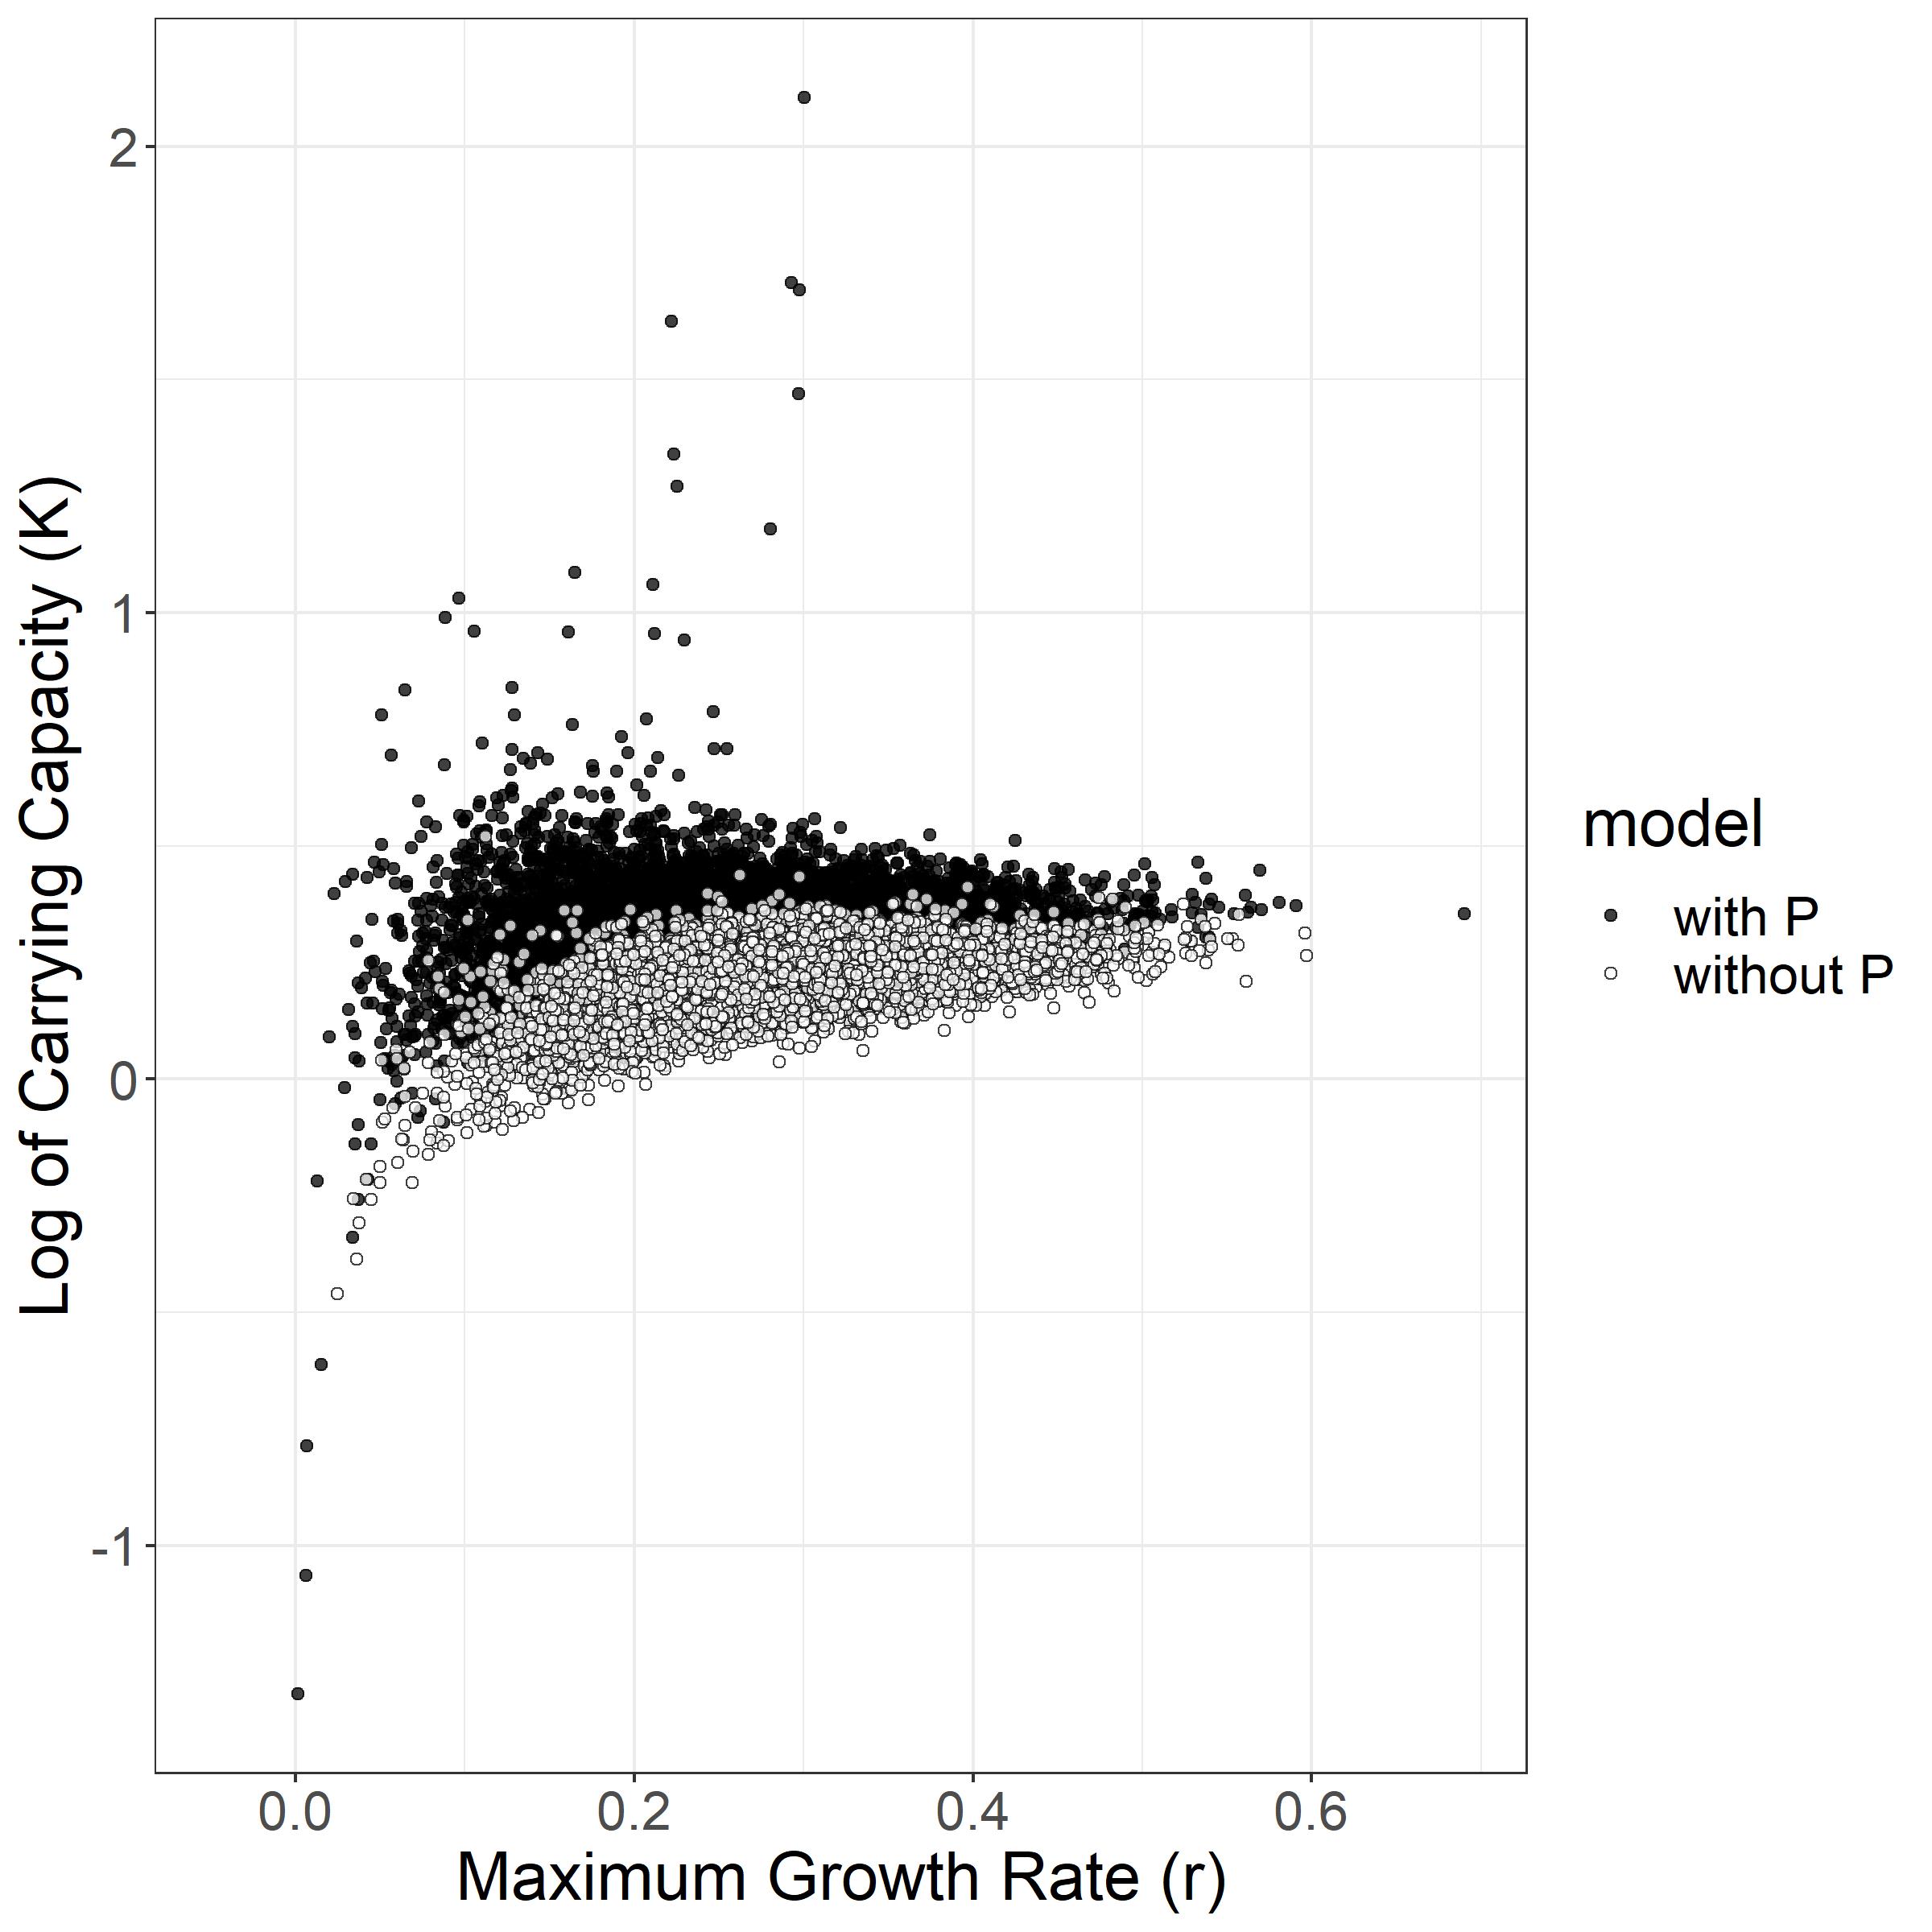 Log of Carrying Capacity (K)
2
1
0
-1
0.0 0.2 0.4 0.6
Maximum Growth Rate (r)
model
with P
without P